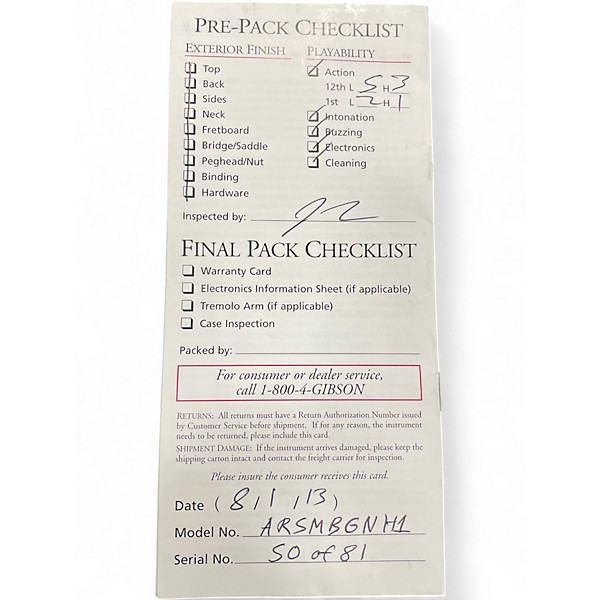 PRE-PACK CHECKLIST
EXTERIOR FINISH PLAYABILITY
Top
Back
Sides
Neck
Fretboard
Bridge/Saddle
Peghead/Nut
Binding
Hardware
Action
12th L 5 H 3
1st L 2 H 1
Intonation
Buzzing
Electronics
Cleaning
Inspected by:
FINAL PACK CHECKLIST
Warranty Card
Electronics Information Sheet (if applicable)
Tremolo Arm (if applicable)
Case Inspection
Packed by:
For consumer or dealer service,
call 1-800-4-GIBSON
RETURNS: All returns must have a Return Authorization Number issued
by Customer Service before shipment. If for any reason, the instrument
needs to be returned, please include this card.
SHIPMENT DAMAGE: If the instrument arrives damaged, please keep the
shipping carton intact and contact the freight carrier for inspection.
Please insure the consumer receives this card.
Date (8/1/13)
Model No. ARSMBGNH1
Serial No. 50 of 81